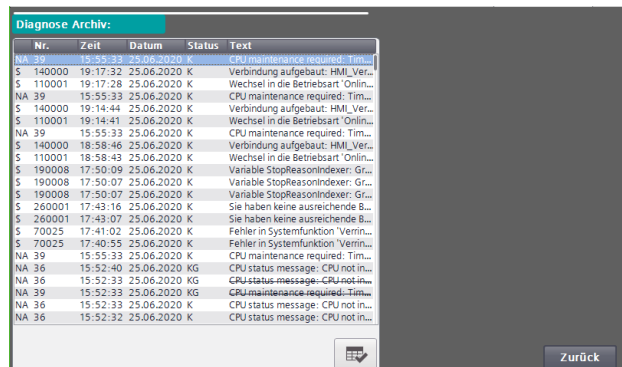 Diagnose Archiv:
Nr. Zeit Datum Status Text
NA 39 15:55:33 25.06.2020 K CPU maintenance required: Tim...
S 140000 19:17:32 25.06.2020 K Verbindung aufgebaut: HMI_Ver...
S 110001 19:17:28 25.06.2020 K Wechsel in die Betriebsart 'Onlin...
NA 39 15:55:33 25.06.2020 K CPU maintenance required: Tim...
S 140000 19:14:44 25.06.2020 K Verbindung aufgebaut: HMI_Ver...
S 110001 19:14:41 25.06.2020 K Wechsel in die Betriebsart 'Onlin...
NA 39 15:55:33 25.06.2020 K CPU maintenance required: Tim...
S 140000 18:58:46 25.06.2020 K Verbindung aufgebaut: HMI_Ver...
S 110001 18:58:43 25.06.2020 K Wechsel in die Betriebsart 'Onlin...
S 190008 17:50:09 25.06.2020 K Variable StopReasonIndexer: Gr...
S 190008 17:50:07 25.06.2020 K Variable StopReasonIndexer: Gr...
S 190008 17:50:07 25.06.2020 K Variable StopReasonIndexer: Gr...
S 260001 17:43:16 25.06.2020 K Sie haben keine ausreichende B...
S 260001 17:43:07 25.06.2020 K Sie haben keine ausreichende B...
S 70025 17:41:02 25.06.2020 K Fehler in Systemfunktion 'Verrin...
S 70025 17:40:55 25.06.2020 K Fehler in Systemfunktion 'Verrin...
NA 39 15:55:33 25.06.2020 K CPU maintenance required: Tim...
NA 36 15:52:40 25.06.2020 KG CPU status message: CPU not in...
NA 36 15:52:33 25.06.2020 KG CPU status message: CPU not in...
NA 39 15:52:33 25.06.2020 KG CPU maintenance required: Tim...
NA 36 15:52:33 25.06.2020 K CPU status message: CPU not in...
NA 36 15:52:32 25.06.2020 K CPU status message: CPU not in...
Zurück